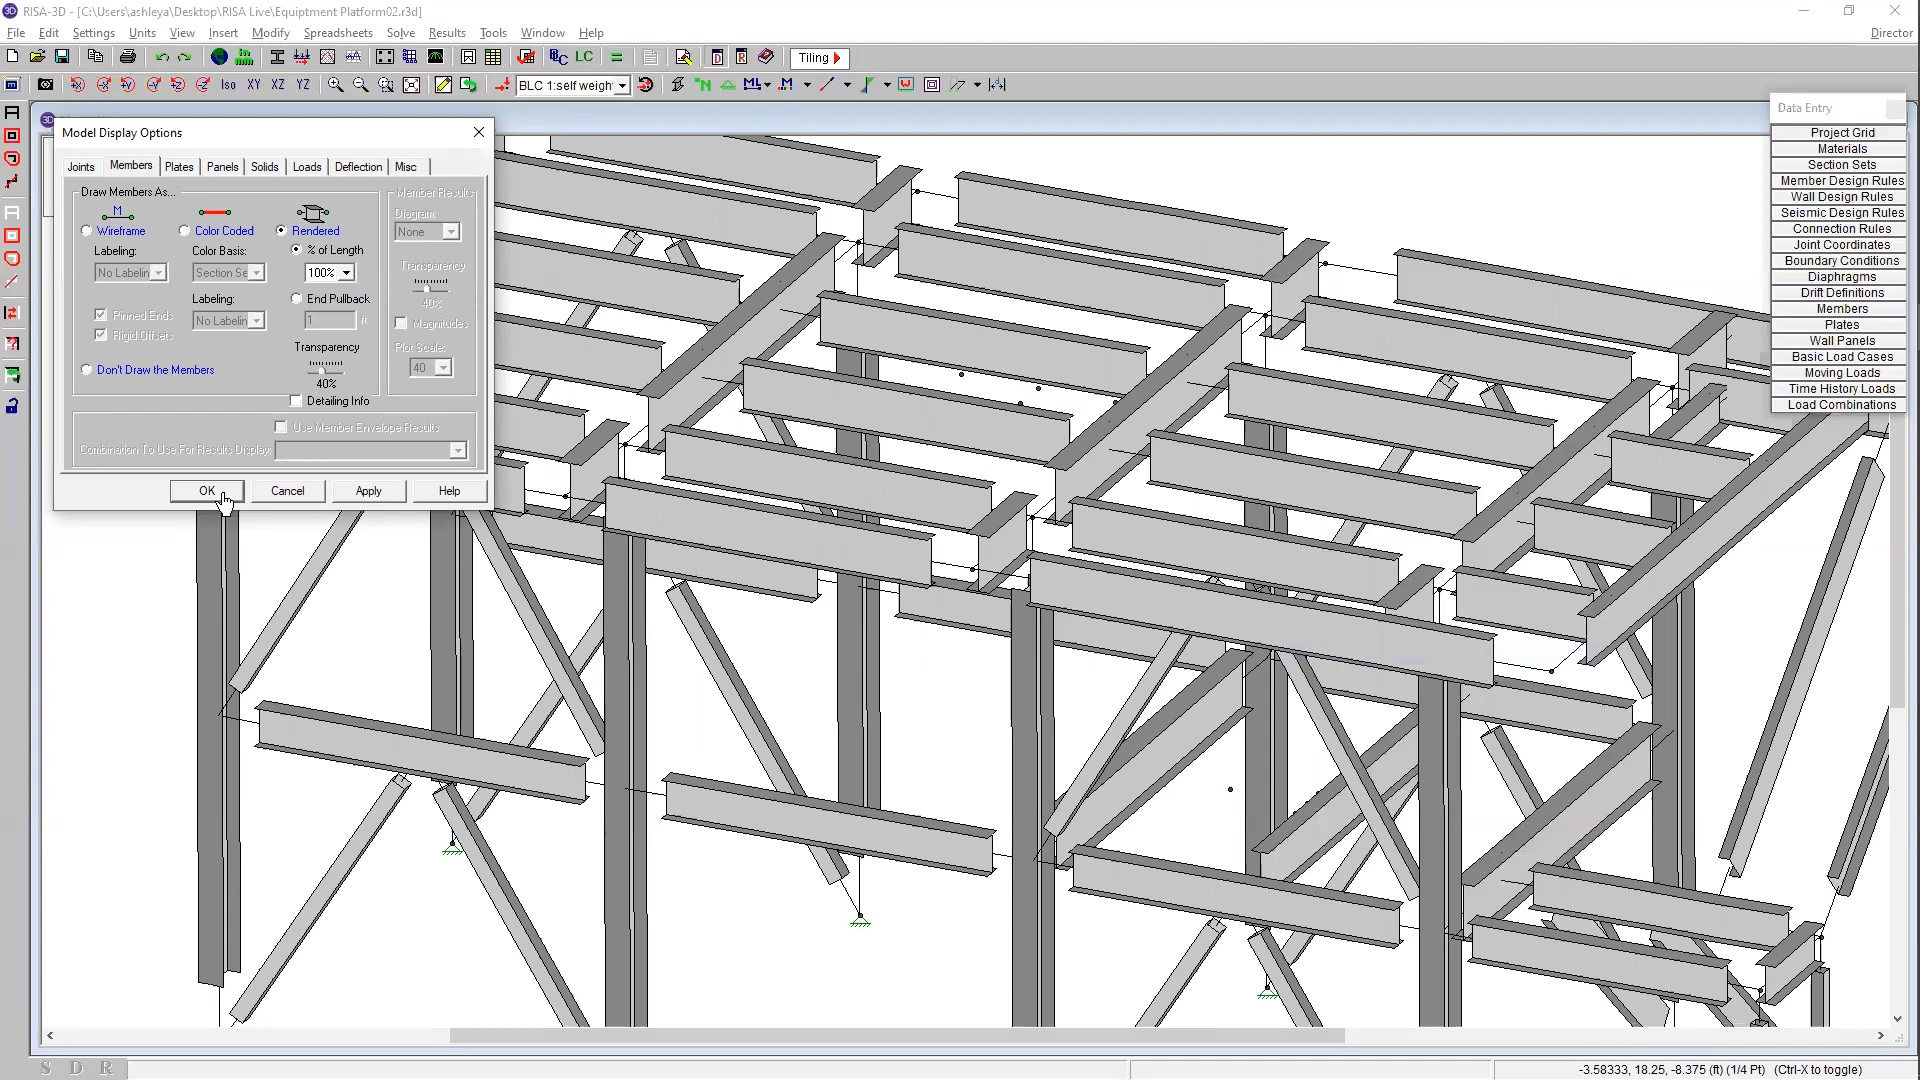 RISA-3D - [C:\Users\ashleya\Desktop\RISA Live\Equiptment Platform02.r3d]
File Edit Settings Units View Insert Modify Spreadsheets Solve Results Tools Window Help Director
Tiling
Iso XY XZ YZ BLC 1:self weigh
Model Display Options
Joints Members Plates Panels Solids Loads Deflection Misc
Draw Members As...
Wireframe Color Coded Rendered
Labeling: Color Basis: % of Length
No Labelin Section Se 100%
Labeling: End Pullback
Pinned Ends No Labelin 1 ft
Rigid Offsets
Transparency
40%
Don't Draw the Members
Detailing Info
Member Results
Diagram:
None
Transparency
40%
Magnitudes
Plot Scale:
40
Use Member Envelope Results
Combination To Use For Results Display:
OK Cancel Apply Help
Data Entry
Project Grid
Materials
Section Sets
Member Design Rules
Wall Design Rules
Seismic Design Rules
Connection Rules
Joint Coordinates
Boundary Conditions
Diaphragms
Drift Definitions
Members
Plates
Wall Panels
Basic Load Cases
Moving Loads
Time History Loads
Load Combinations
S D R
-3.58333, 18.25, -8.375 (ft) (1/4 Pt) (Ctrl-X to toggle)